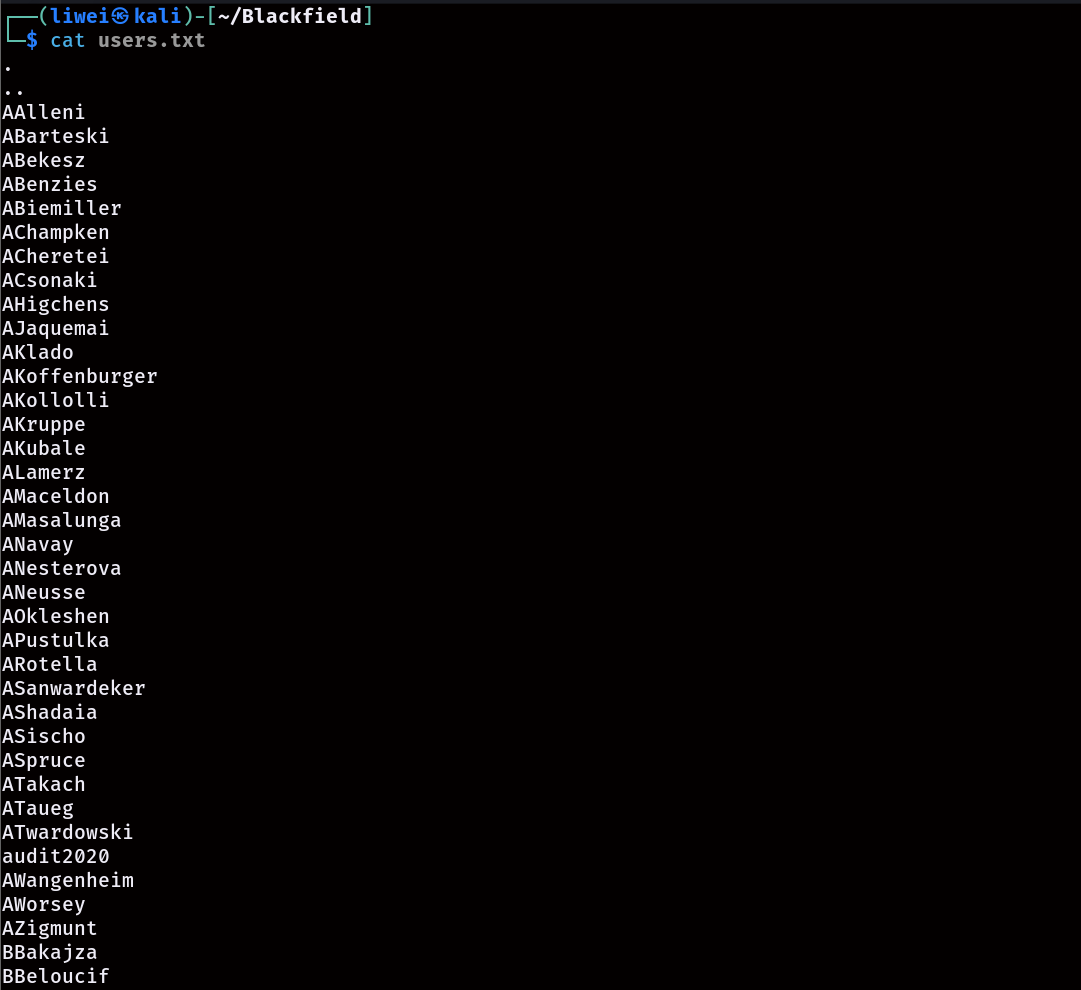 ┌──(liwei㉿kali)-[~/Blackfield]
└─$ cat users.txt
.
..
AAlleni
ABarteski
ABekesz
ABenzies
ABiemiller
AChampken
ACheretei
ACsonaki
AHigchens
AJaquemai
AKlado
AKoffenburger
AKollolli
AKruppe
AKubale
ALamerz
AMaceldon
AMasalunga
ANavay
ANesterova
ANeusse
AOkleshen
APustulka
ARotella
ASanwardeker
AShadaia
ASischo
ASpruce
ATakach
ATaueg
ATwardowski
audit2020
AWangenheim
AWorsey
AZigmunt
BBakajza
BBeloucif